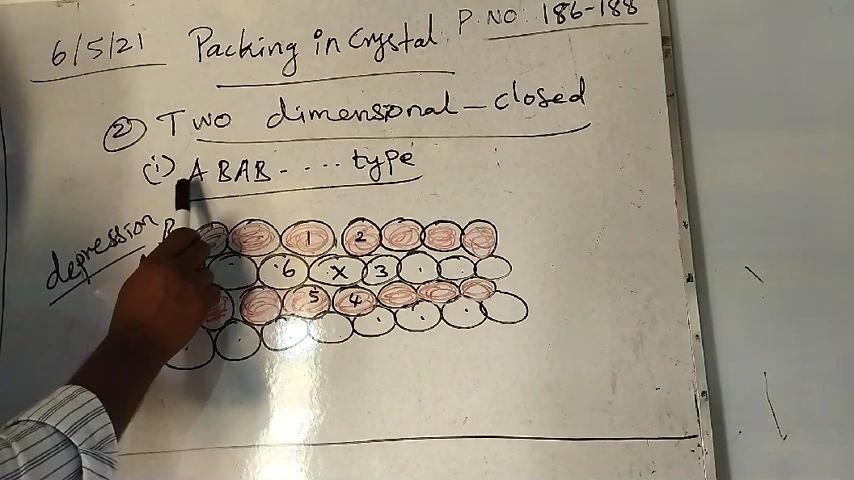 6/5/21 Packing in Crystal P. NO: 186-188
② Two dimensional - closed
(i) ABAB - .... type
depression B
1 2
6 X 3
5 4